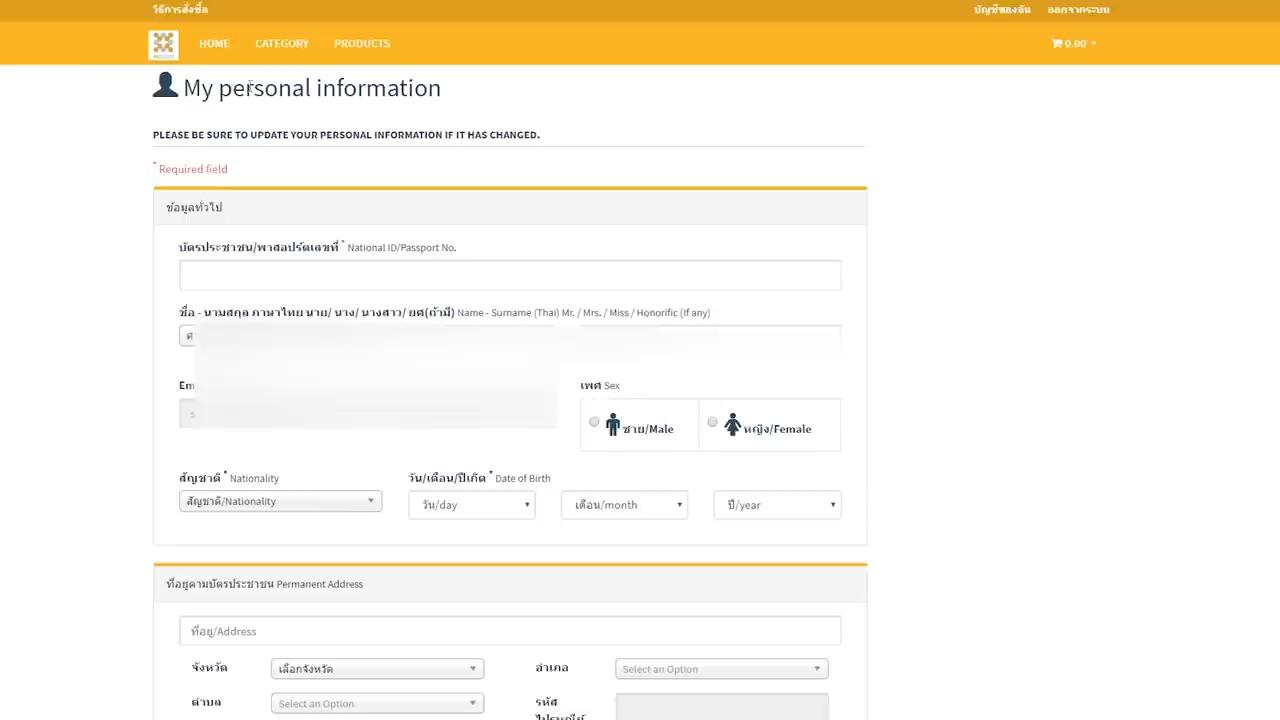 วิธีการสั่งซื้อ บัญชีของฉัน ออกจากระบบ
HOME CATEGORY PRODUCTS 0.00
My personal information
PLEASE BE SURE TO UPDATE YOUR PERSONAL INFORMATION IF IT HAS CHANGED.
* Required field
ข้อมูลทั่วไป
บัตรประชาชน/พาสปอร์ตเลขที่ * National ID/Passport No.
ชื่อ - นามสกุล ภาษาไทย นาย/ นาง/ นางสาว/ ยศ(ถ้ามี) Name - Surname (Thai) Mr. / Mrs. / Miss / Honorific (If any)
Em เพศ Sex
ชาย/Male หญิง/Female
สัญชาติ * Nationality วัน/เดือน/ปีเกิด * Date of Birth
สัญชาติ/Nationality วัน/day เดือน/month ปี/year
ที่อยู่ตามบัตรประชาชน Permanent Address
ที่อยู่/Address
จังหวัด เลือกจังหวัด อำเภอ Select an Option
ตำบล Select an Option รหัส
ไปรษณีย์